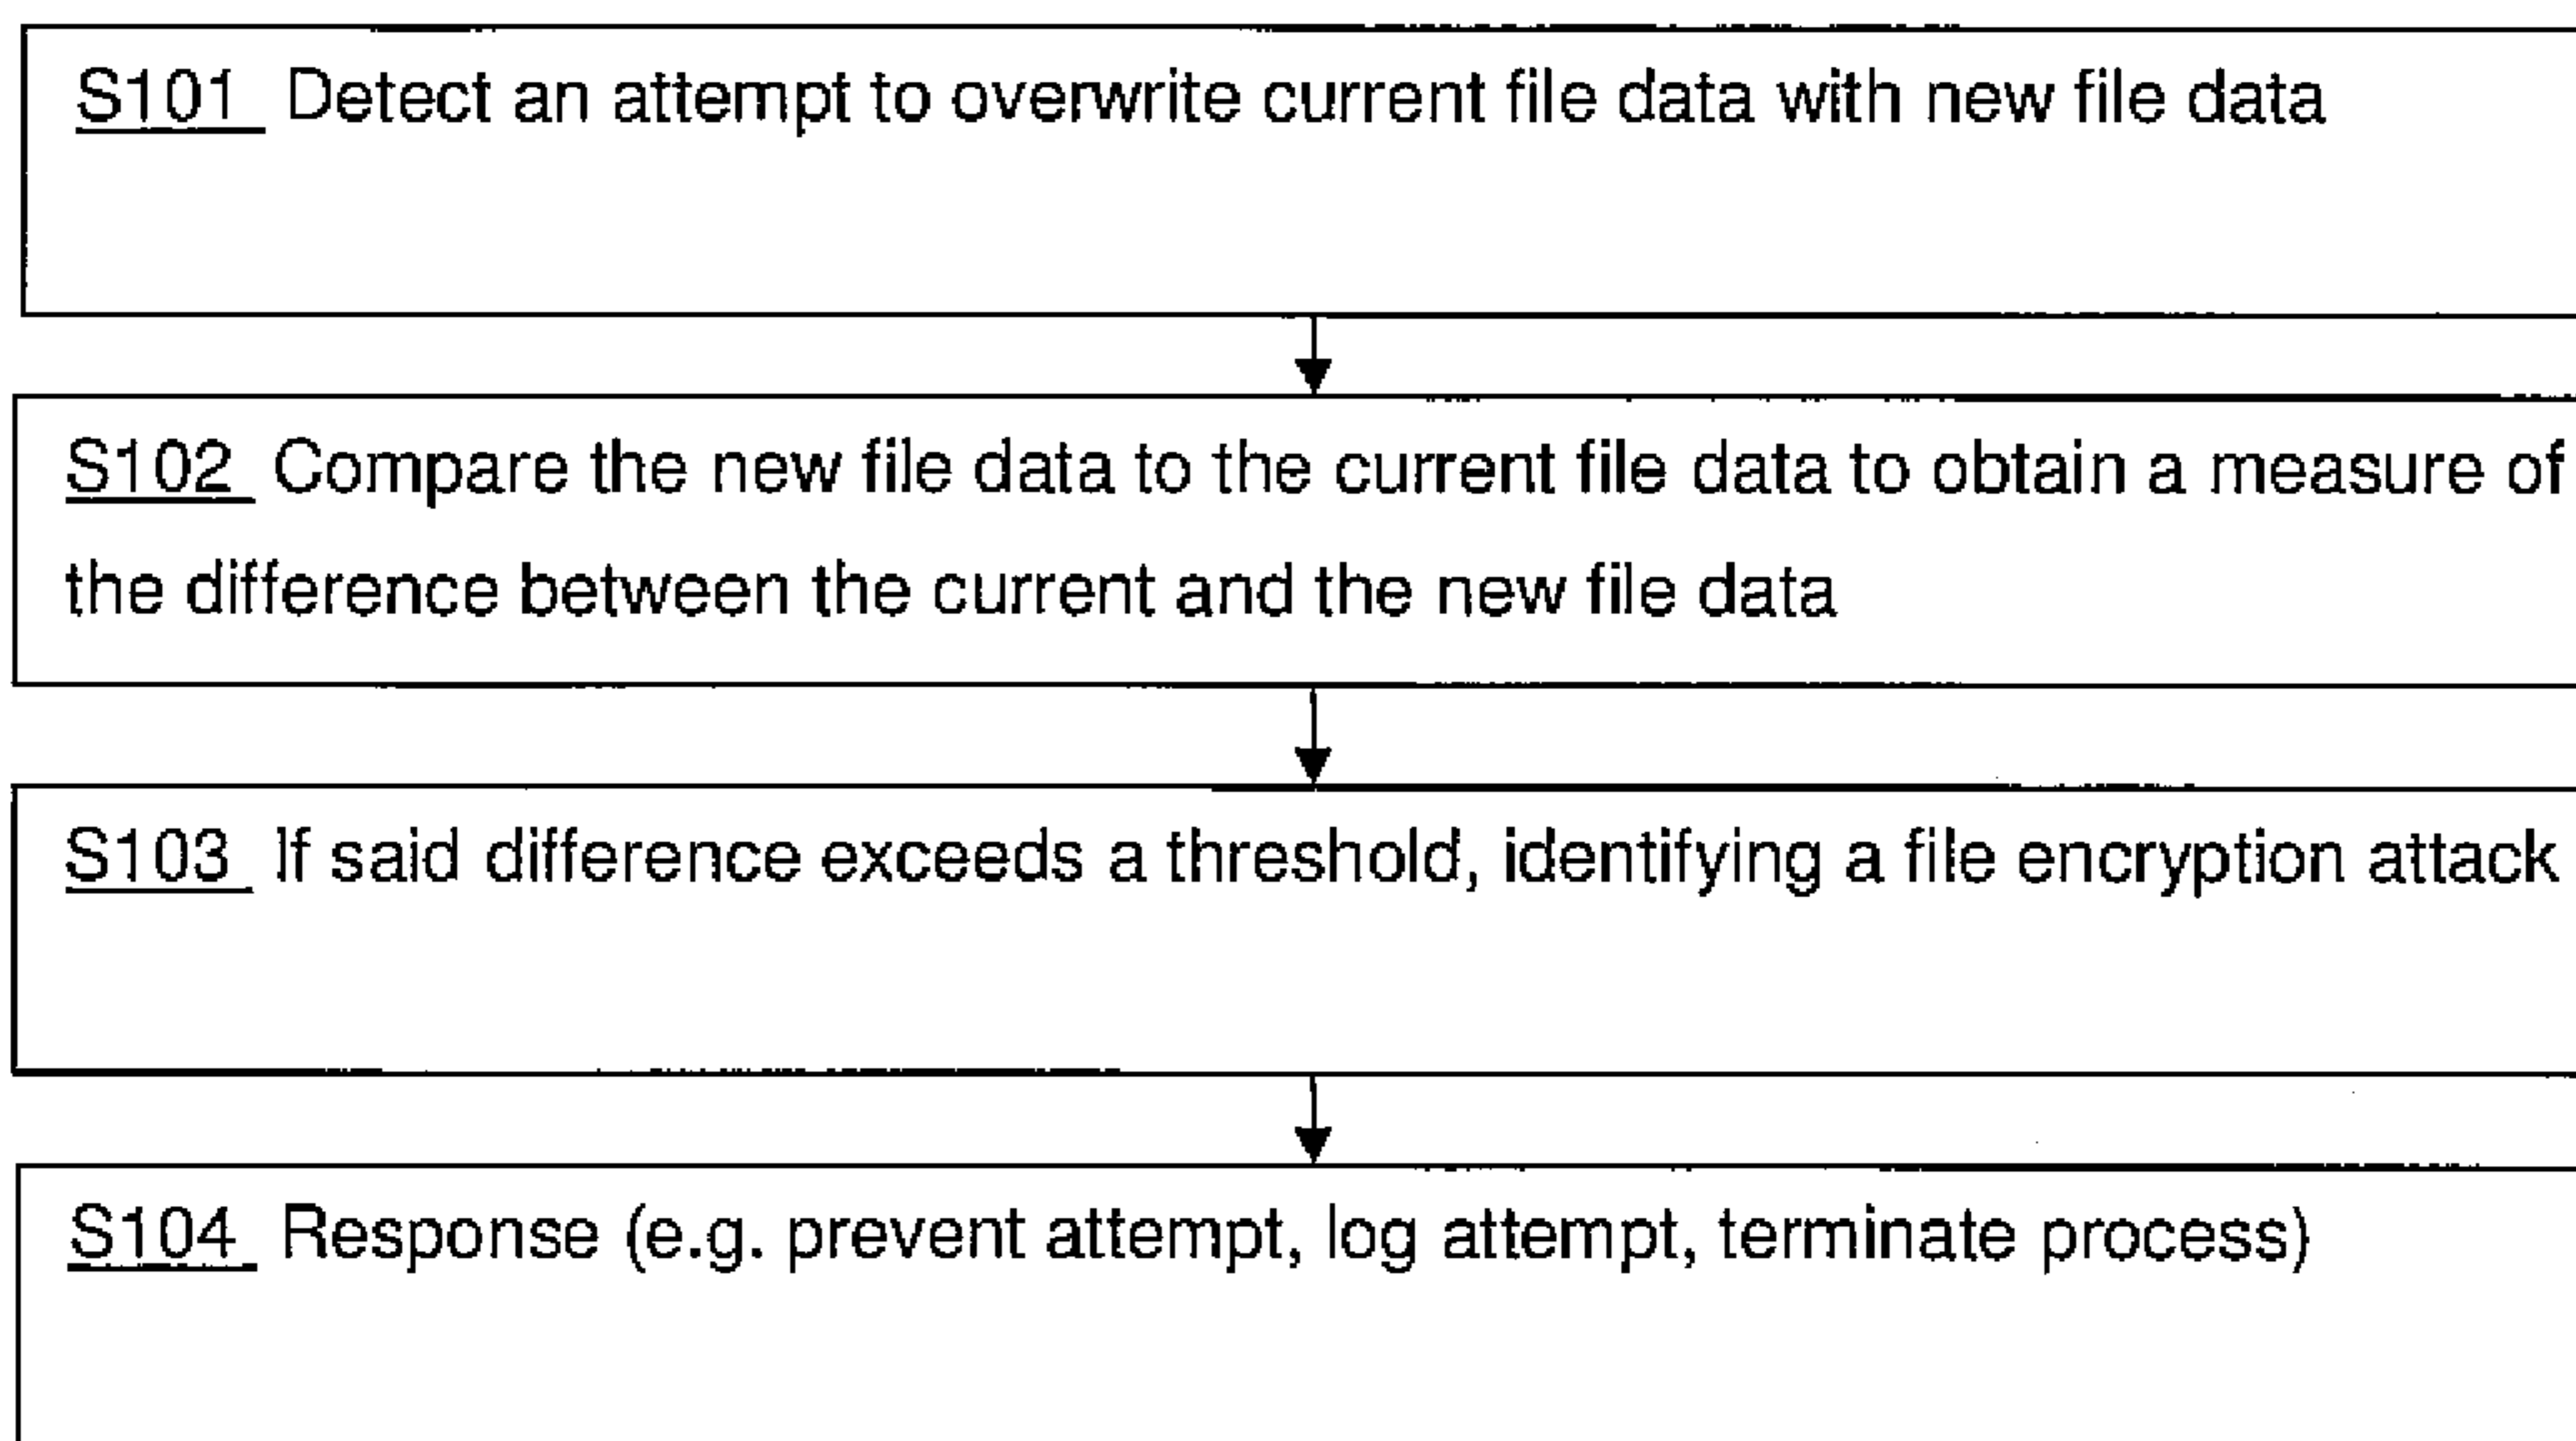 S101 Detect an attempt to overwrite current file data with new file data
S102 Compare the new file data to the current file data to obtain a measure of
the difference between the current and the new file data
S103 If said difference exceeds a threshold, identifying a file encryption attack
S104 Response (e.g. prevent attempt, log attempt, terminate process)